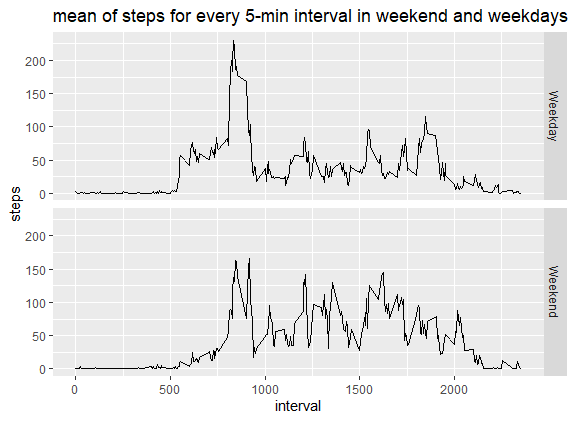 mean of steps for every 5-min interval in weekend and weekdays
200
150
100
50
0
Weekday
steps
200
150
100
50
0
Weekend
0 500 1000 1500 2000
interval